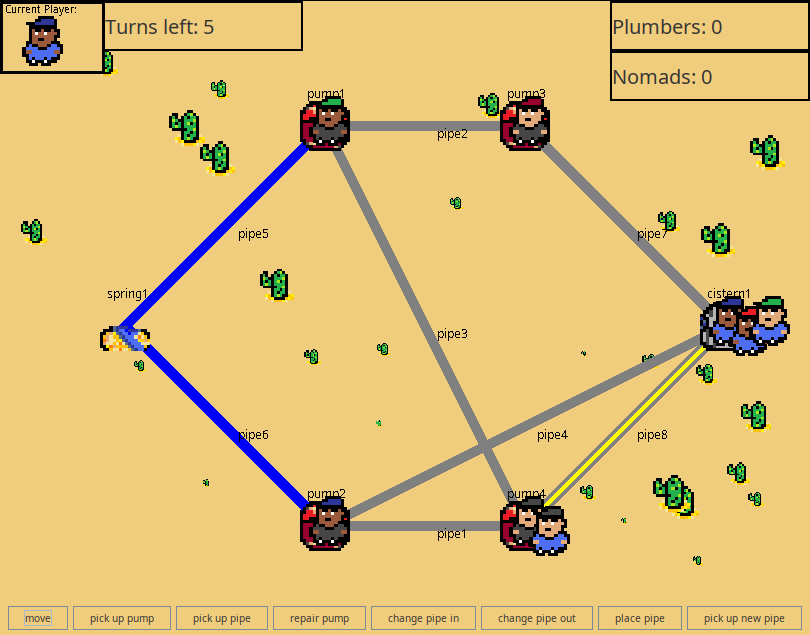 Current Player:
Turns left: 5
Plumbers: 0
Nomads: 0
pump1
pump3
pipe2
pipe5
pipe7
spring1
cistern1
pipe3
pipe6
pipe4
pipe8
pump2
pump4
pipe1
move
pick up pump
pick up pipe
repair pump
change pipe in
change pipe out
place pipe
pick up new pipe